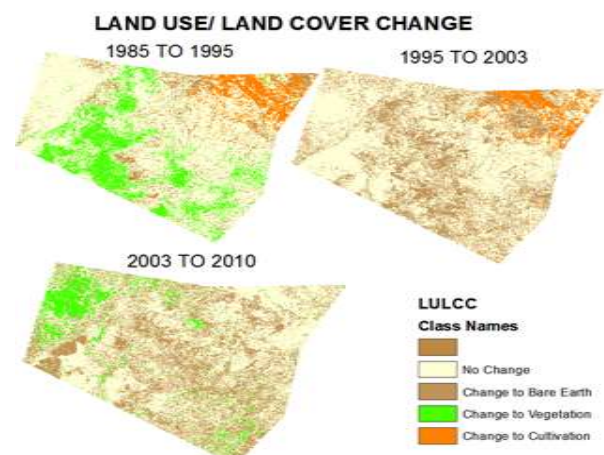 LAND USE/ LAND COVER CHANGE
1985 TO 1995
1995 TO 2003
2003 TO 2010
LULCC
Class Names
No Change
Change to Bare Earth
Change to Vegetation
Change to Cultivation